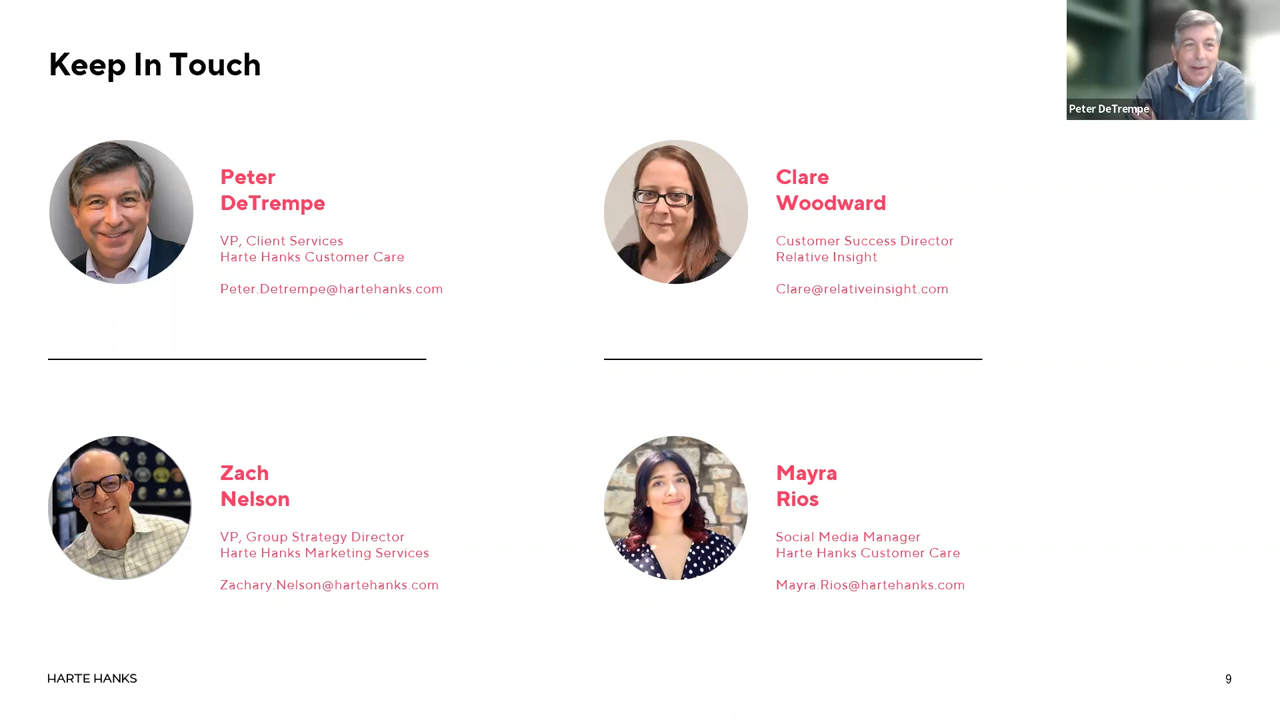 Keep In Touch
Peter DeTrempe
Peter
DeTrempe
VP, Client Services
Harte Hanks Customer Care
Peter.Detrempe@hartehanks.com
Clare
Woodward
Customer Success Director
Relative Insight
Clare@relativeinsight.com
Zach
Nelson
VP, Group Strategy Director
Harte Hanks Marketing Services
Zachary.Nelson@hartehanks.com
Mayra
Rios
Social Media Manager
Harte Hanks Customer Care
Mayra.Rios@hartehanks.com
HARTE HANKS
9